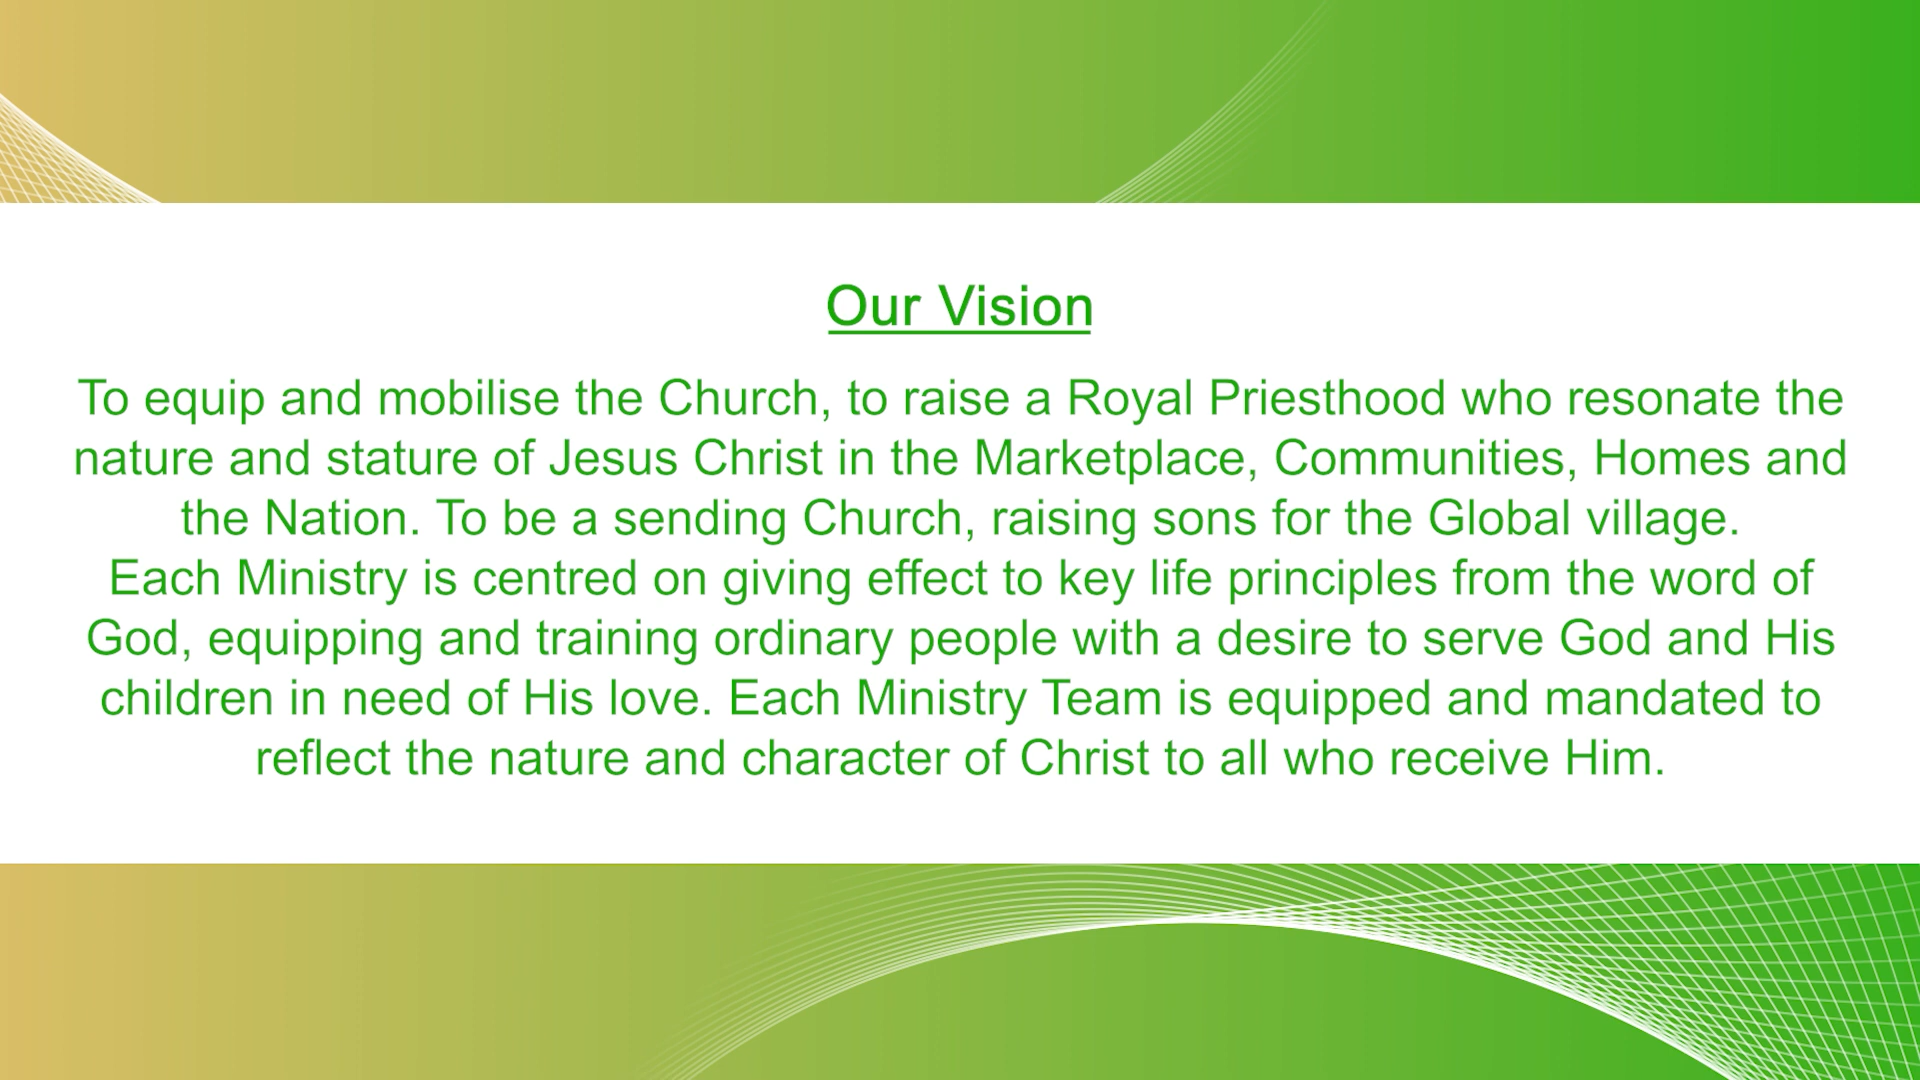 Our Vision
To equip and mobilise the Church, to raise a Royal Priesthood who resonate the
nature and stature of Jesus Christ in the Marketplace, Communities, Homes and
the Nation. To be a sending Church, raising sons for the Global village.
Each Ministry is centred on giving effect to key life principles from the word of
God, equipping and training ordinary people with a desire to serve God and His
children in need of His love. Each Ministry Team is equipped and mandated to
reflect the nature and character of Christ to all who receive Him.